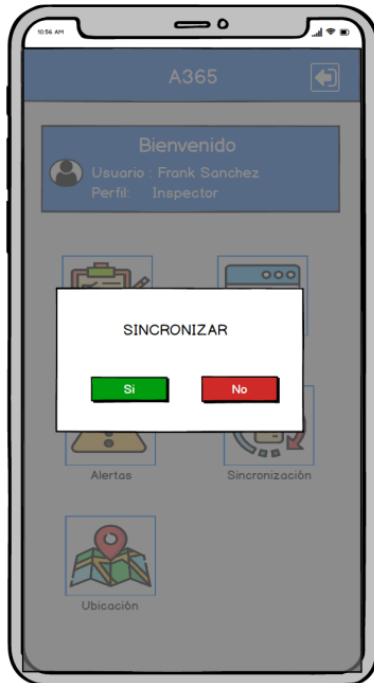 10:56 AM
A365
Bienvenido
Usuario : Frank Sanchez
Perfil: Inspector
SINCRONIZAR
Si
No
Alertas
Sincronización
Ubicación